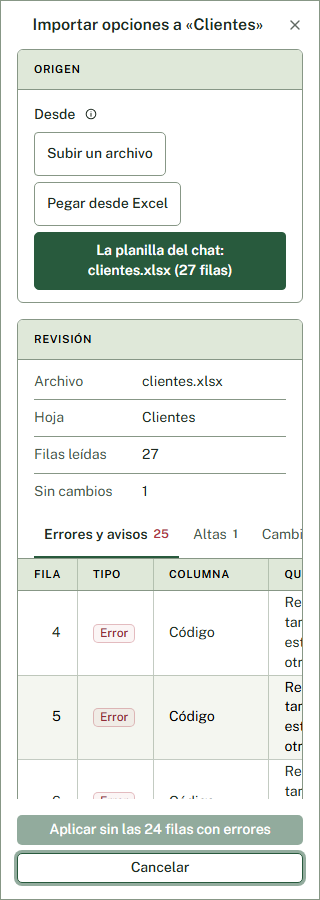 Importar opciones a «Clientes»
ORIGEN
Desde
Subir un archivo
Pegar desde Excel
La planilla del chat:
clientes.xlsx (27 filas)
REVISIÓN
Archivo clientes.xlsx
Hoja Clientes
Filas leídas 27
Sin cambios 1
Errores y avisos 25 Altas 1
FILA TIPO COLUMNA
4 Error Código
5 Error Código
Aplicar sin las 24 filas con errores
Cancelar